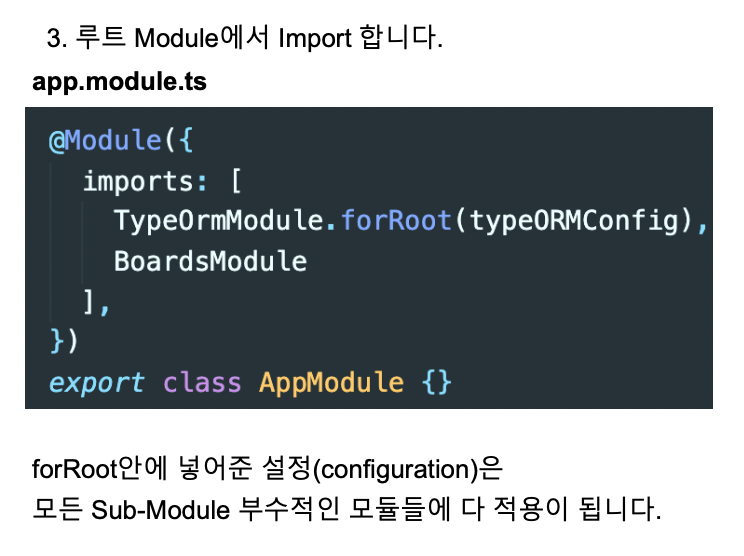 3. 루트 Module에서 Import 합니다.
app.module.ts
@Module({
  imports: [
    TypeOrmModule.forRoot(typeORMConfig),
    BoardsModule
  ],
})
export class AppModule {}
forRoot안에 넣어준 설정(configuration)은
모든 Sub-Module 부수적인 모듈들에 다 적용이 됩니다.